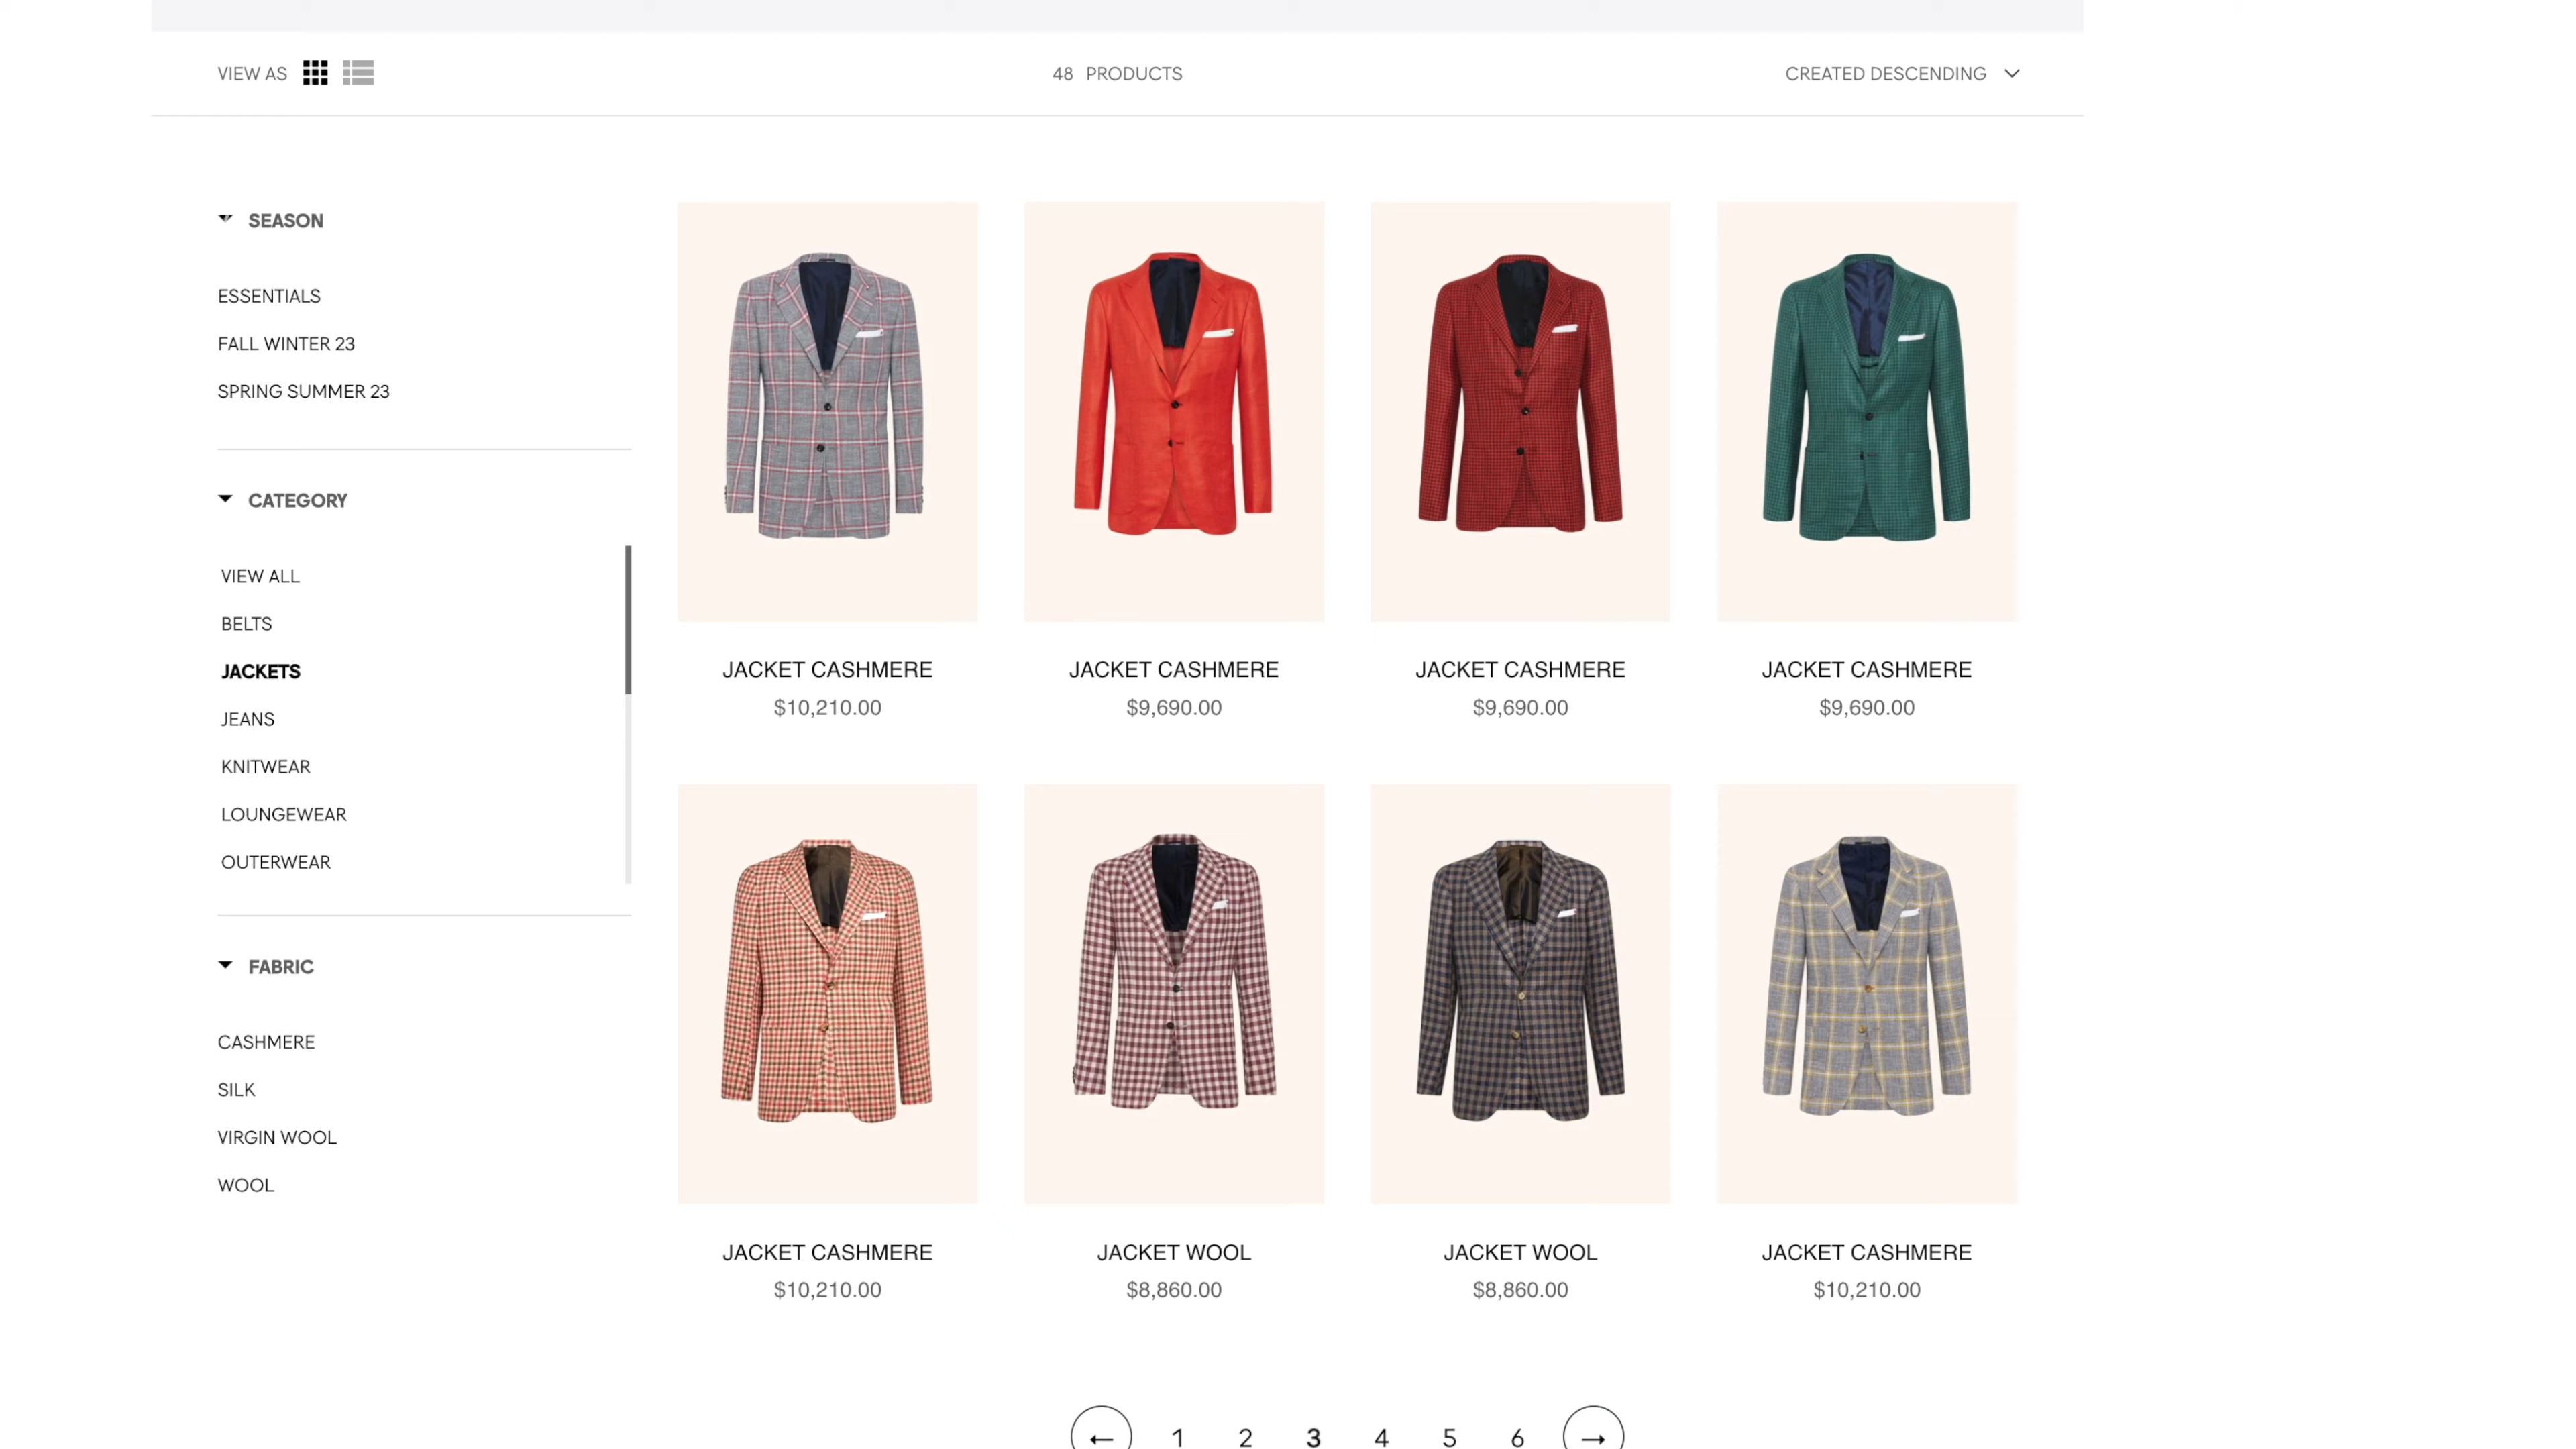 VIEW AS
48 PRODUCTS
CREATED DESCENDING
SEASON
ESSENTIALS
FALL WINTER 23
SPRING SUMMER 23
CATEGORY
VIEW ALL
BELTS
JACKETS
JEANS
KNITWEAR
LOUNGEWEAR
OUTERWEAR
FABRIC
CASHMERE
SILK
VIRGIN WOOL
WOOL
JACKET CASHMERE
$10,210.00
JACKET CASHMERE
$9,690.00
JACKET CASHMERE
$9,690.00
JACKET CASHMERE
$9,690.00
JACKET CASHMERE
$10,210.00
JACKET WOOL
$8,860.00
JACKET WOOL
$8,860.00
JACKET CASHMERE
$10,210.00
← 1 2 3 4 5 6 →